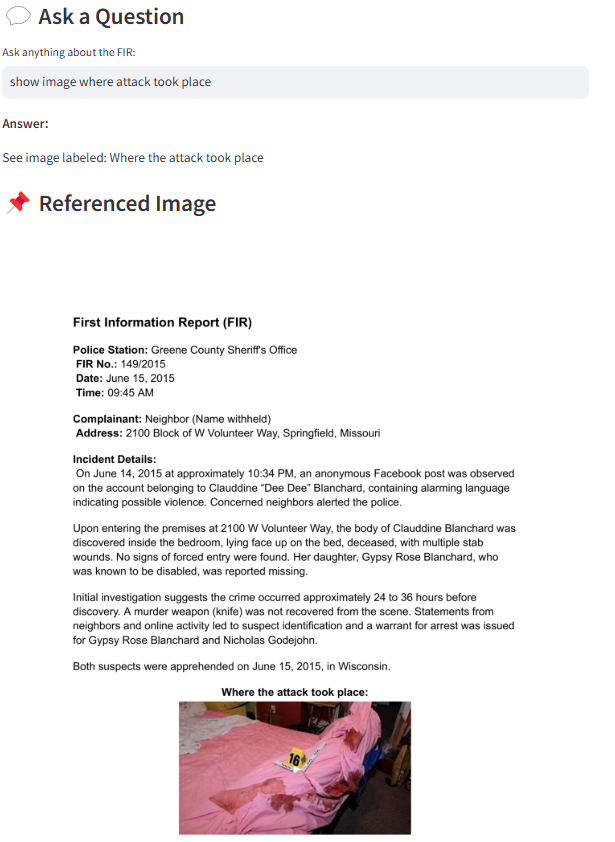 Ask a Question
Ask anything about the FIR:
show image where attack took place
Answer:
See image labeled: Where the attack took place
Referenced Image
First Information Report (FIR)
Police Station: Greene County Sheriff's Office
FIR No.: 149/2015
Date: June 15, 2015
Time: 09:45 AM
Complainant: Neighbor (Name withheld)
Address: 2100 Block of W Volunteer Way, Springfield, Missouri
Incident Details:
On June 14, 2015 at approximately 10:34 PM, an anonymous Facebook post was observed
on the account belonging to Clauddine “Dee Dee” Blanchard, containing alarming language
indicating possible violence. Concerned neighbors alerted the police.
Upon entering the premises at 2100 W Volunteer Way, the body of Clauddine Blanchard was
discovered inside the bedroom, lying face up on the bed, deceased, with multiple stab
wounds. No signs of forced entry were found. Her daughter, Gypsy Rose Blanchard, who
was known to be disabled, was reported missing.
Initial investigation suggests the crime occurred approximately 24 to 36 hours before
discovery. A murder weapon (knife) was not recovered from the scene. Statements from
neighbors and online activity led to suspect identification and a warrant for arrest was issued
for Gypsy Rose Blanchard and Nicholas Godejohn.
Both suspects were apprehended on June 15, 2015, in Wisconsin.
Where the attack took place:
16